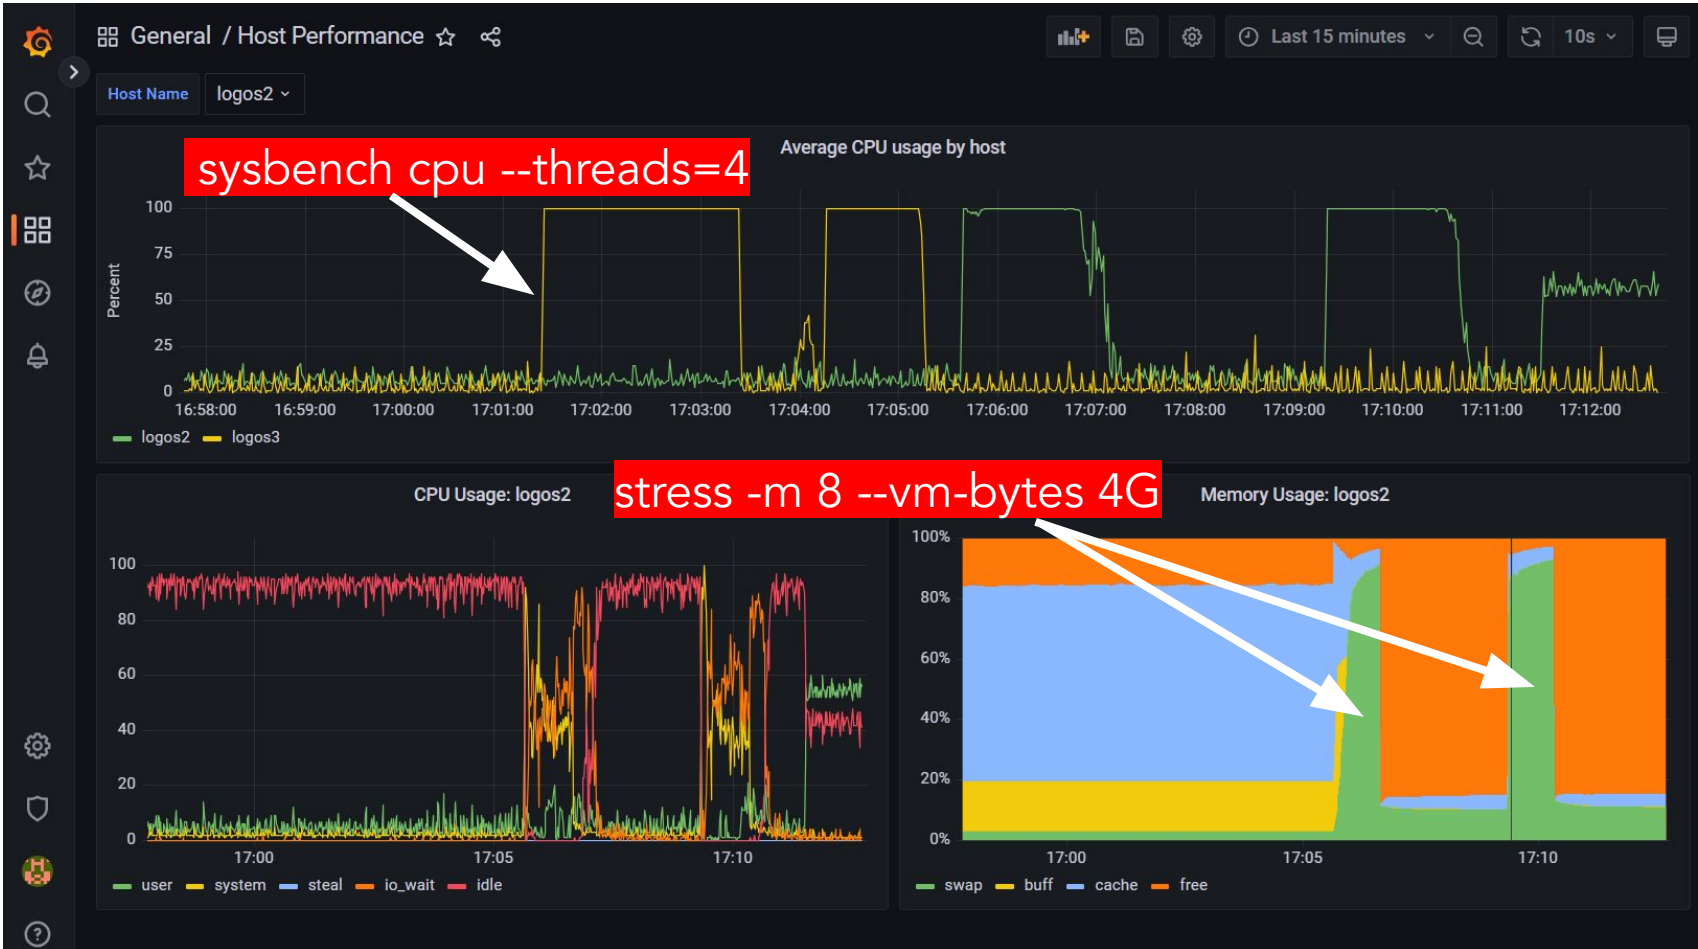 General / Host Performance
Last 15 minutes
10s
Host Name
logos2
Average CPU usage by host
sysbench cpu --threads=4
Percent
100
75
50
25
0
16:58:00 16:59:00 17:00:00 17:01:00 17:02:00 17:03:00 17:04:00 17:05:00 17:06:00 17:07:00 17:08:00 17:09:00 17:10:00 17:11:00 17:12:00
logos2 logos3
stress -m 8 --vm-bytes 4G
CPU Usage: logos2
100
80
60
40
20
0
17:00 17:05 17:10
user system steal io_wait idle
Memory Usage: logos2
100%
80%
60%
40%
20%
0%
17:00 17:05 17:10
swap buff cache free